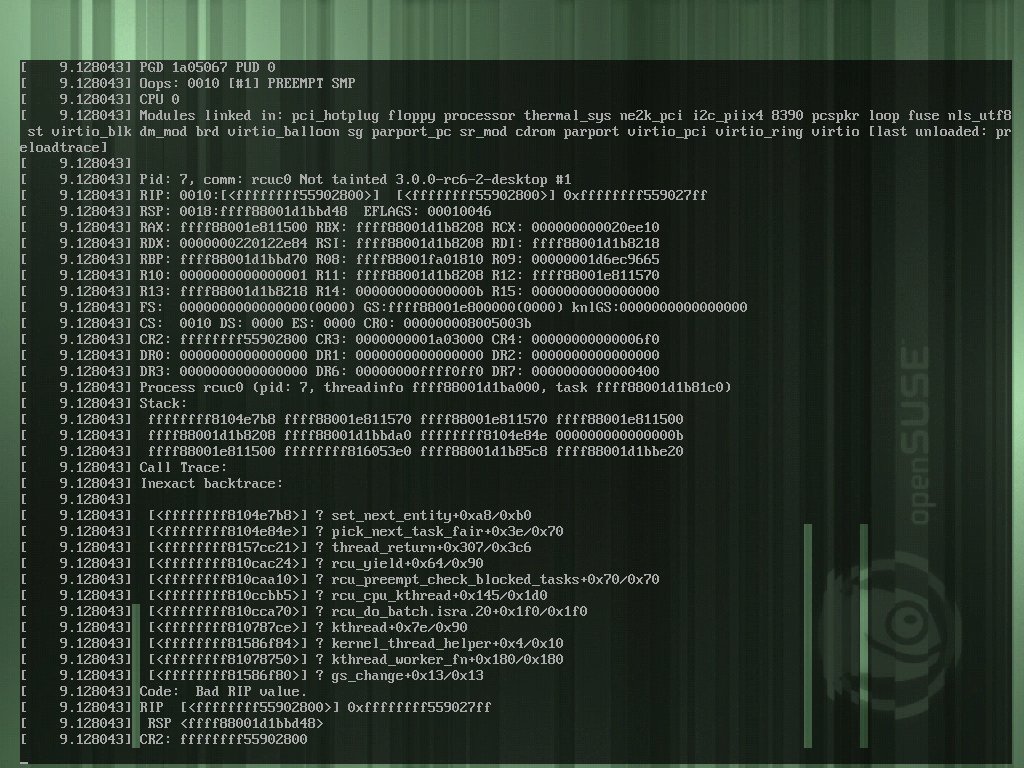 [    9.128043] PGD 1a05067 PUD 0
[    9.128043] Oops: 0010 [#1] PREEMPT SMP
[    9.128043] CPU 0
[    9.128043] Modules linked in: pci_hotplug floppy processor thermal_sys ne2k_pci i2c_piix4 8390 pcspkr loop fuse nls_utf8
 st virtio_blk dm_mod brd virtio_balloon sg parport_pc sr_mod cdrom parport virtio_pci virtio_ring virtio [last unloaded: pr
eloadtrace]
[    9.128043]
[    9.128043] Pid: 7, comm: rcuc0 Not tainted 3.0.0-rc6-2-desktop #1
[    9.128043] RIP: 0010:[<ffffffff55902800>]  [<ffffffff55902800>] 0xffffffff559027ff
[    9.128043] RSP: 0018:ffff88001d1bbd48  EFLAGS: 00010046
[    9.128043] RAX: ffff88001e811500 RBX: ffff88001d1b8208 RCX: 000000000020ee10
[    9.128043] RDX: 0000000220122e84 RSI: ffff88001d1b8208 RDI: ffff88001d1b8218
[    9.128043] RBP: ffff88001d1bbd70 R08: ffff88001fa01810 R09: 00000001d6ec9665
[    9.128043] R10: 0000000000000001 R11: ffff88001d1b8208 R12: ffff88001e811570
[    9.128043] R13: ffff88001d1b8218 R14: 000000000000000b R15: 0000000000000000
[    9.128043] FS:  0000000000000000(0000) GS:ffff88001e800000(0000) knlGS:0000000000000000
[    9.128043] CS:  0010 DS: 0000 ES: 0000 CR0: 000000008005003b
[    9.128043] CR2: ffffffff55902800 CR3: 0000000001a03000 CR4: 00000000000006f0
[    9.128043] DR0: 0000000000000000 DR1: 0000000000000000 DR2: 0000000000000000
[    9.128043] DR3: 0000000000000000 DR6: 00000000ffff0ff0 DR7: 0000000000000400
[    9.128043] Process rcuc0 (pid: 7, threadinfo ffff88001d1ba000, task ffff88001d1b81c0)
[    9.128043] Stack:
[    9.128043]  ffffffff8104e7b8 ffff88001e811570 ffff88001e811570 ffff88001e811500
[    9.128043]  ffff88001d1b8208 ffff88001d1bbda0 ffffffff8104e84e 000000000000000b
[    9.128043]  ffff88001e811500 ffffffff816053e0 ffff88001d1b85c8 ffff88001d1bbe20
[    9.128043] Call Trace:
[    9.128043] Inexact backtrace:
[    9.128043]
[    9.128043]  [<ffffffff8104e7b8>] ? set_next_entity+0xa8/0xb0
[    9.128043]  [<ffffffff8104e84e>] ? pick_next_task_fair+0x3e/0x70
[    9.128043]  [<ffffffff8157cc21>] ? thread_return+0x307/0x3c6
[    9.128043]  [<ffffffff810cac24>] ? rcu_yield+0x64/0x90
[    9.128043]  [<ffffffff810caa10>] ? rcu_preempt_check_blocked_tasks+0x70/0x70
[    9.128043]  [<ffffffff810ccbb5>] ? rcu_cpu_kthread+0x145/0x1d0
[    9.128043]  [<ffffffff810cca70>] ? rcu_do_batch.isra.20+0x1f0/0x1f0
[    9.128043]  [<ffffffff810787ce>] ? kthread+0x7e/0x90
[    9.128043]  [<ffffffff81586f84>] ? kernel_thread_helper+0x4/0x10
[    9.128043]  [<ffffffff81078750>] ? kthread_worker_fn+0x180/0x180
[    9.128043]  [<ffffffff81586f80>] ? gs_change+0x13/0x13
[    9.128043] Code:  Bad RIP value.
[    9.128043] RIP  [<ffffffff55902800>] 0xffffffff559027ff
[    9.128043]  RSP <ffff88001d1bbd48>
[    9.128043] CR2: ffffffff55902800
openSUSE